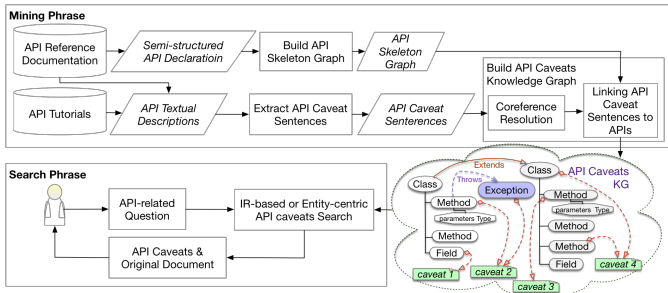 Mining Phrase
API Reference
Documentation
Semi-structured
API Declaratioin
Build API
Skeleton Graph
API
Skeleton
Graph
Build API Caveats
Knowledge Graph
Coreference
Resolution
Linking API
Caveat
Sentences to
APIs
API Tutorials
API Textual
Descriptions
Extract API Caveat
Sentences
API Caveat
Senterences
Search Phrase
API-related
Question
IR-based or Entity-centric
API caveats Search
API Caveats &
Original Document
Extends
Class
Class
API Caveats
KG
Throws
Exception
Method
parameters Type
Method
Field
Method
parameters Type
Method
Method
Field
caveat 1
caveat 2
caveat 3
caveat 4